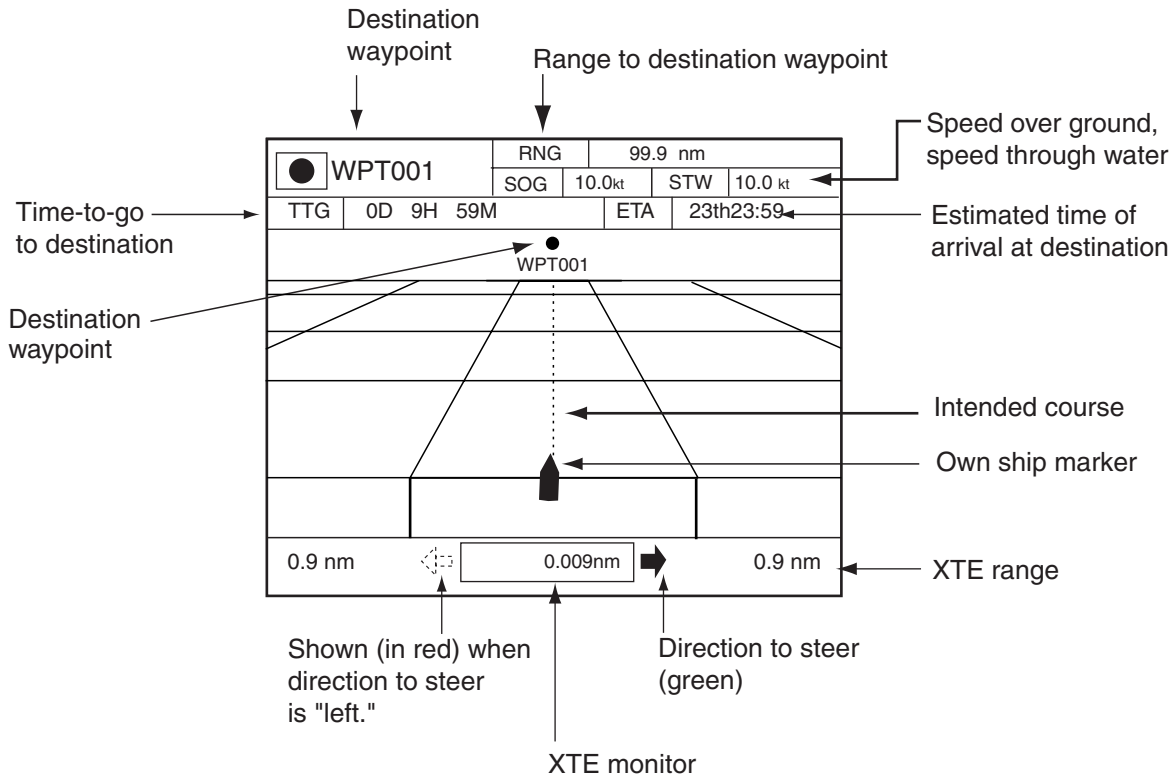 Destination
waypoint
Range to destination waypoint
Speed over ground,
speed through water
WPT001
RNG
99.9 nm
SOG
10.0kt
STW
10.0 kt
Time-to-go
to destination
TTG
0D 9H 59M
ETA
23th23:59
Estimated time of
arrival at destination
WPT001
Destination
waypoint
Intended course
Own ship marker
0.9 nm
0.009nm
0.9 nm
XTE range
Shown (in red) when
direction to steer
is "left."
Direction to steer
(green)
XTE monitor